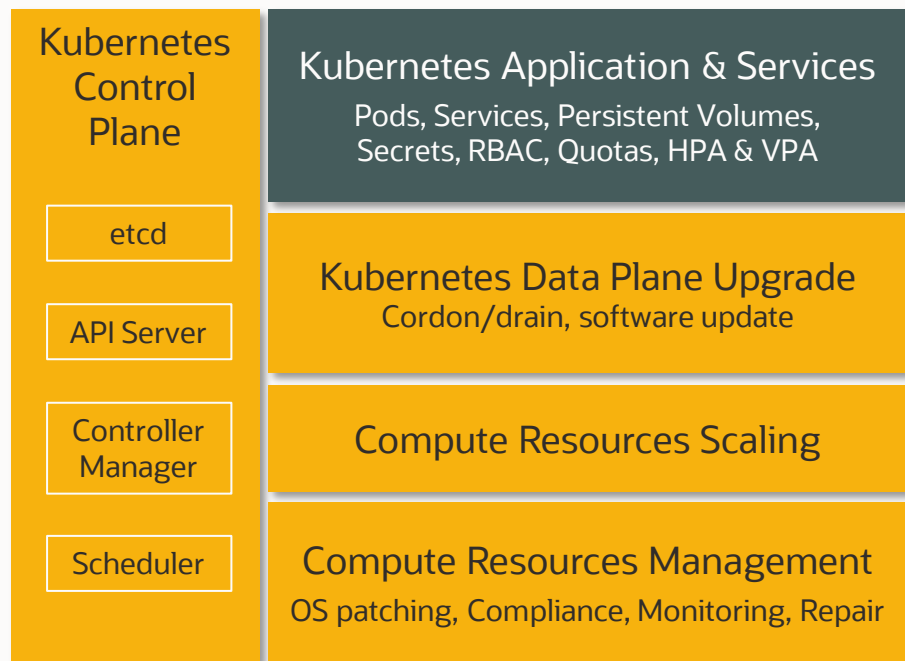 Kubernetes
Control
Plane
etcd
API Server
Controller
Manager
Scheduler
Kubernetes Application & Services
Pods, Services, Persistent Volumes,
Secrets, RBAC, Quotas, HPA & VPA
Kubernetes Data Plane Upgrade
Cordon/drain, software update
Compute Resources Scaling
Compute Resources Management
OS patching, Compliance, Monitoring, Repair